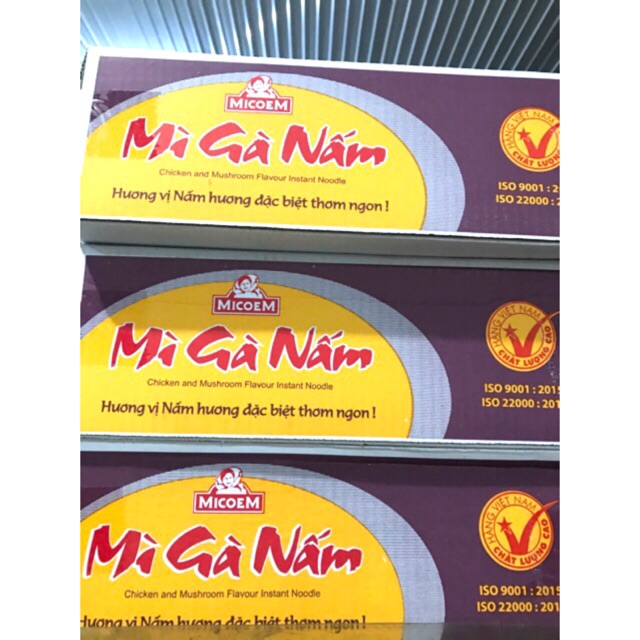 MICOEM
Mì Gà Nấm
Chicken and Mushroom Flavour Instant Noodle
Hương vị Nấm hương đặc biệt thơm ngon !
HÀNG VIỆT NAM
CHẤT LƯỢNG
ISO 9001 : 2
ISO 22000 : 2
MICOEM
Mì Gà Nấm
Chicken and Mushroom Flavour Instant Noodle
Hương vị Nấm hương đặc biệt thơm ngon !
HÀNG VIỆT NAM
CHẤT LƯỢNG CAO
ISO 9001 : 2015
ISO 22000 : 201
MICOEM
Mì Gà Nấm
Chicken and Mushroom Flavour Instant Noodle
Hương vị Nấm hương đặc biệt thơm ngon !
HÀNG VIỆT NAM
CHẤT LƯỢNG CAO
ISO 9001 : 2015
ISO 22000 : 201